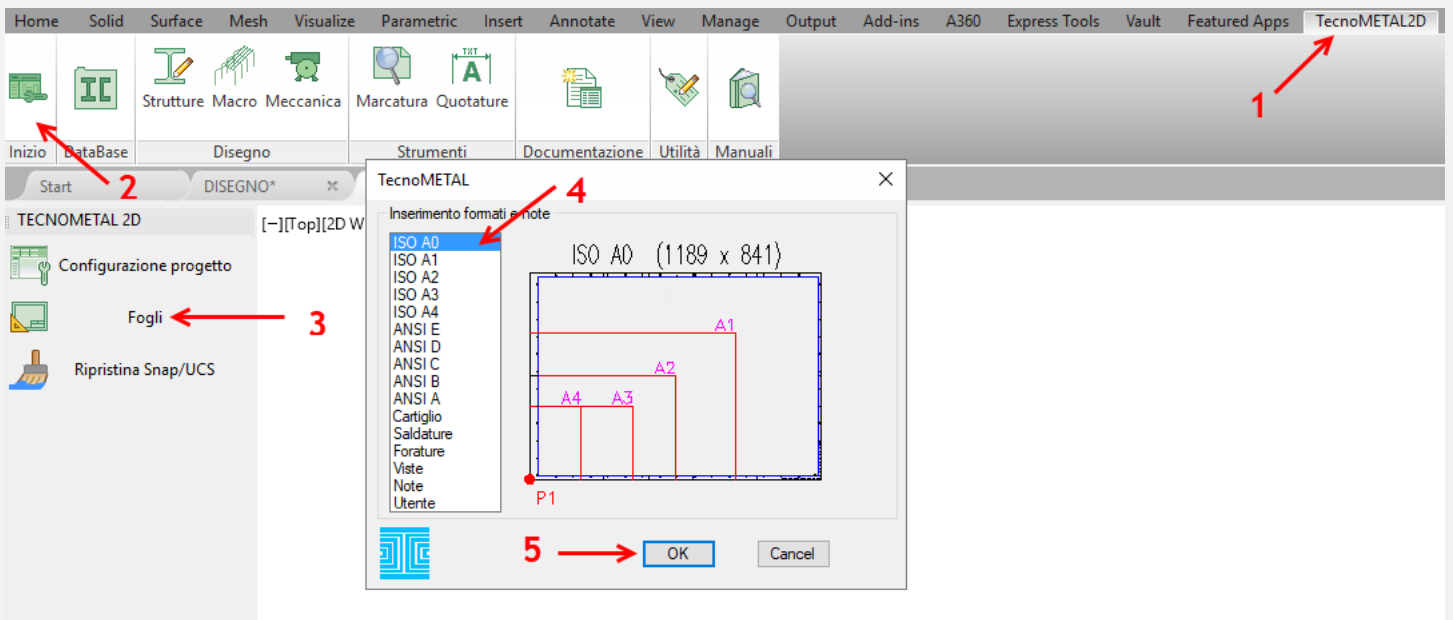 Home Solid Surface Mesh Visualize Parametric Insert Annotate View Manage Output Add-ins A360 Express Tools Vault Featured Apps TecnoMETAL2D
TXT
A
Strutture Macro Meccanica Marcatura Quotature
1
Inizio DataBase Disegno Strumenti Documentazione Utilità Manuali
2
Start DISEGNO*
TECNOMETAL 2D
[−][Top][2D W
Configurazione progetto
Fogli
3
Ripristina Snap/UCS
TecnoMETAL
4
Inserimento formati e note
ISO A0
ISO A1
ISO A2
ISO A3
ISO A4
ANSI E
ANSI D
ANSI C
ANSI B
ANSI A
Cartiglio
Saldature
Forature
Viste
Note
Utente
ISO A0 (1189 x 841)
A1
A2
A4 A3
P1
5
OK Cancel